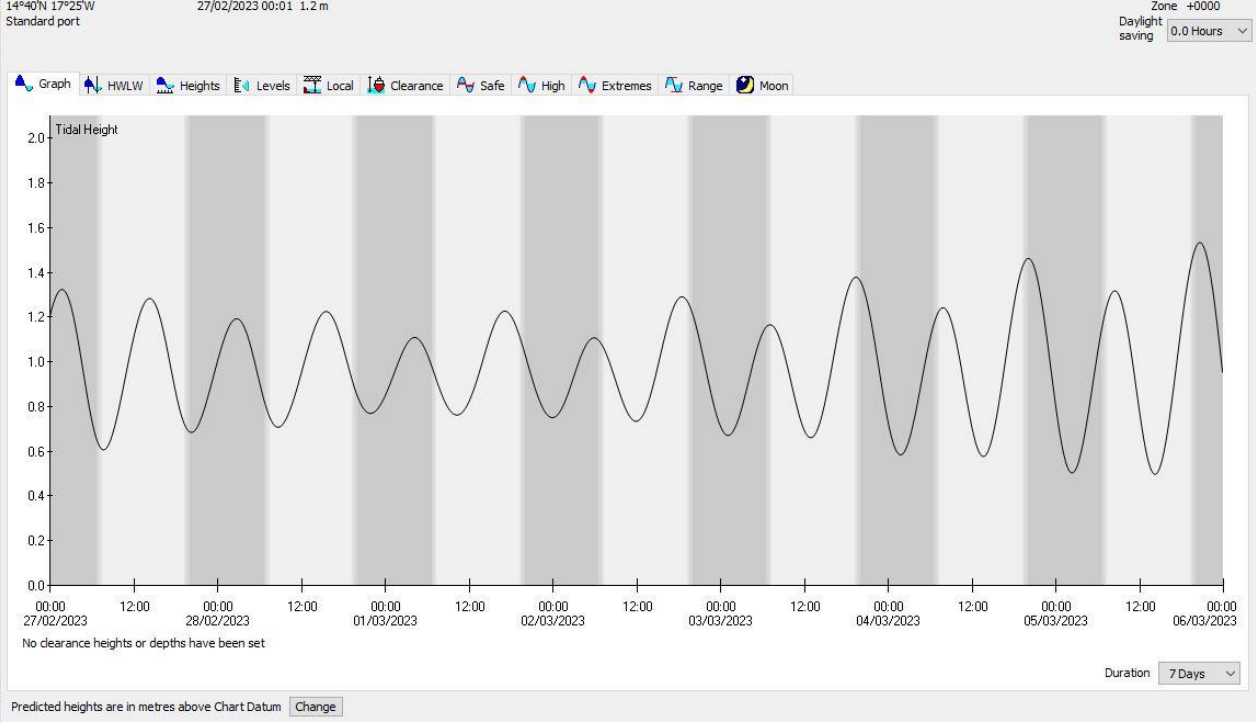 14°40'N 17°25'W 27/02/2023 00:01 1.2 m Zone +0000
Standard port
Daylight saving 0.0 Hours
Graph HWLW Heights Levels Local Clearance Safe High Extremes Range Moon
Tidal Height
2.0
1.8
1.6
1.4
1.2
1.0
0.8
0.6
0.4
0.2
0.0
00:00 12:00 00:00 12:00 00:00 12:00 00:00 12:00 00:00 12:00 00:00 12:00 00:00 12:00 00:00
27/02/2023 28/02/2023 01/03/2023 02/03/2023 03/03/2023 04/03/2023 05/03/2023 06/03/2023
No clearance heights or depths have been set
Duration 7 Days
Predicted heights are in metres above Chart Datum Change